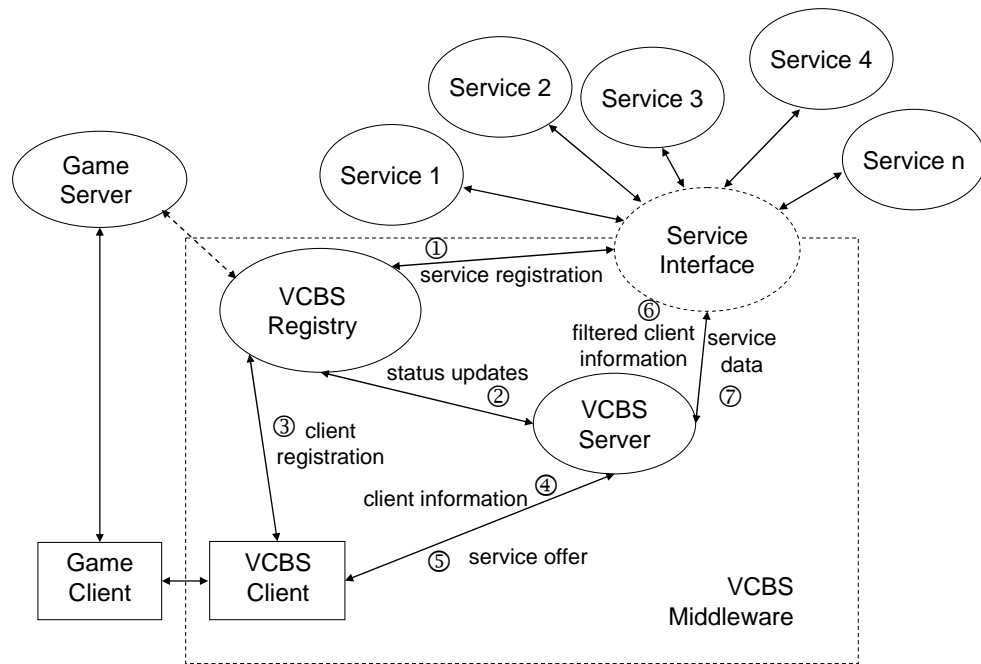 Service 4
Service 2
Service 3
Game
Server
Service n
Service 1
Service
Interface
①
service registration
VCBS
Registry
⑥
filtered client
information
service
data
⑦
status updates
②
VCBS
Server
③ client
registration
client information
④
⑤ service offer
Game
Client
VCBS
Client
VCBS
Middleware